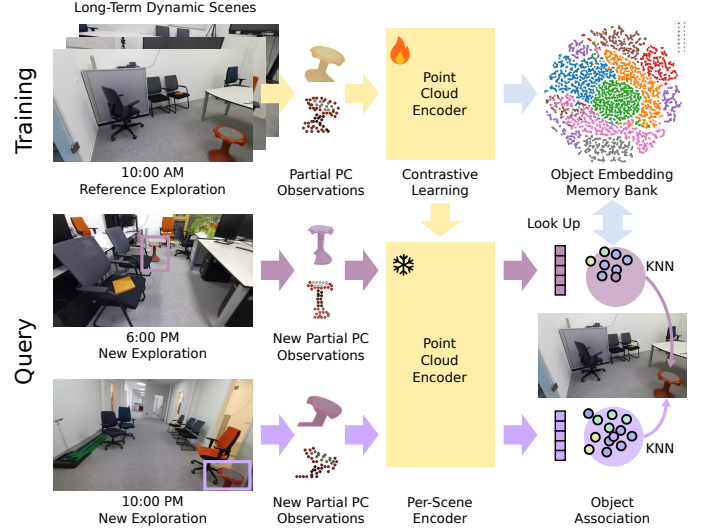 Long-Term Dynamic Scenes
Training
10:00 AM
Reference Exploration
Partial PC
Observations
Point
Cloud
Encoder
Contrastive
Learning
Object Embedding
Memory Bank
Query
6:00 PM
New Exploration
New Partial PC
Observations
Look Up
KNN
Point
Cloud
Encoder
10:00 PM
New Exploration
New Partial PC
Observations
Per-Scene
Encoder
KNN
Object
Association